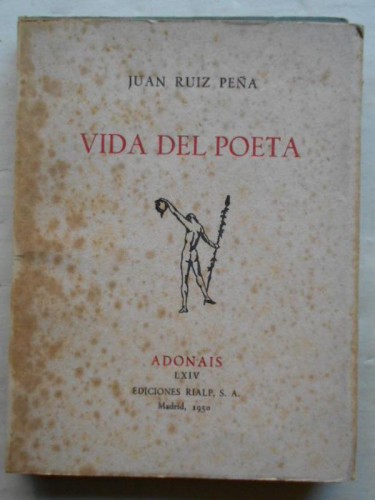 JUAN RUIZ PEÑA
VIDA DEL POETA
ADONAIS
LXIV
EDICIONES RIALP, S. A.
Madrid, 1950